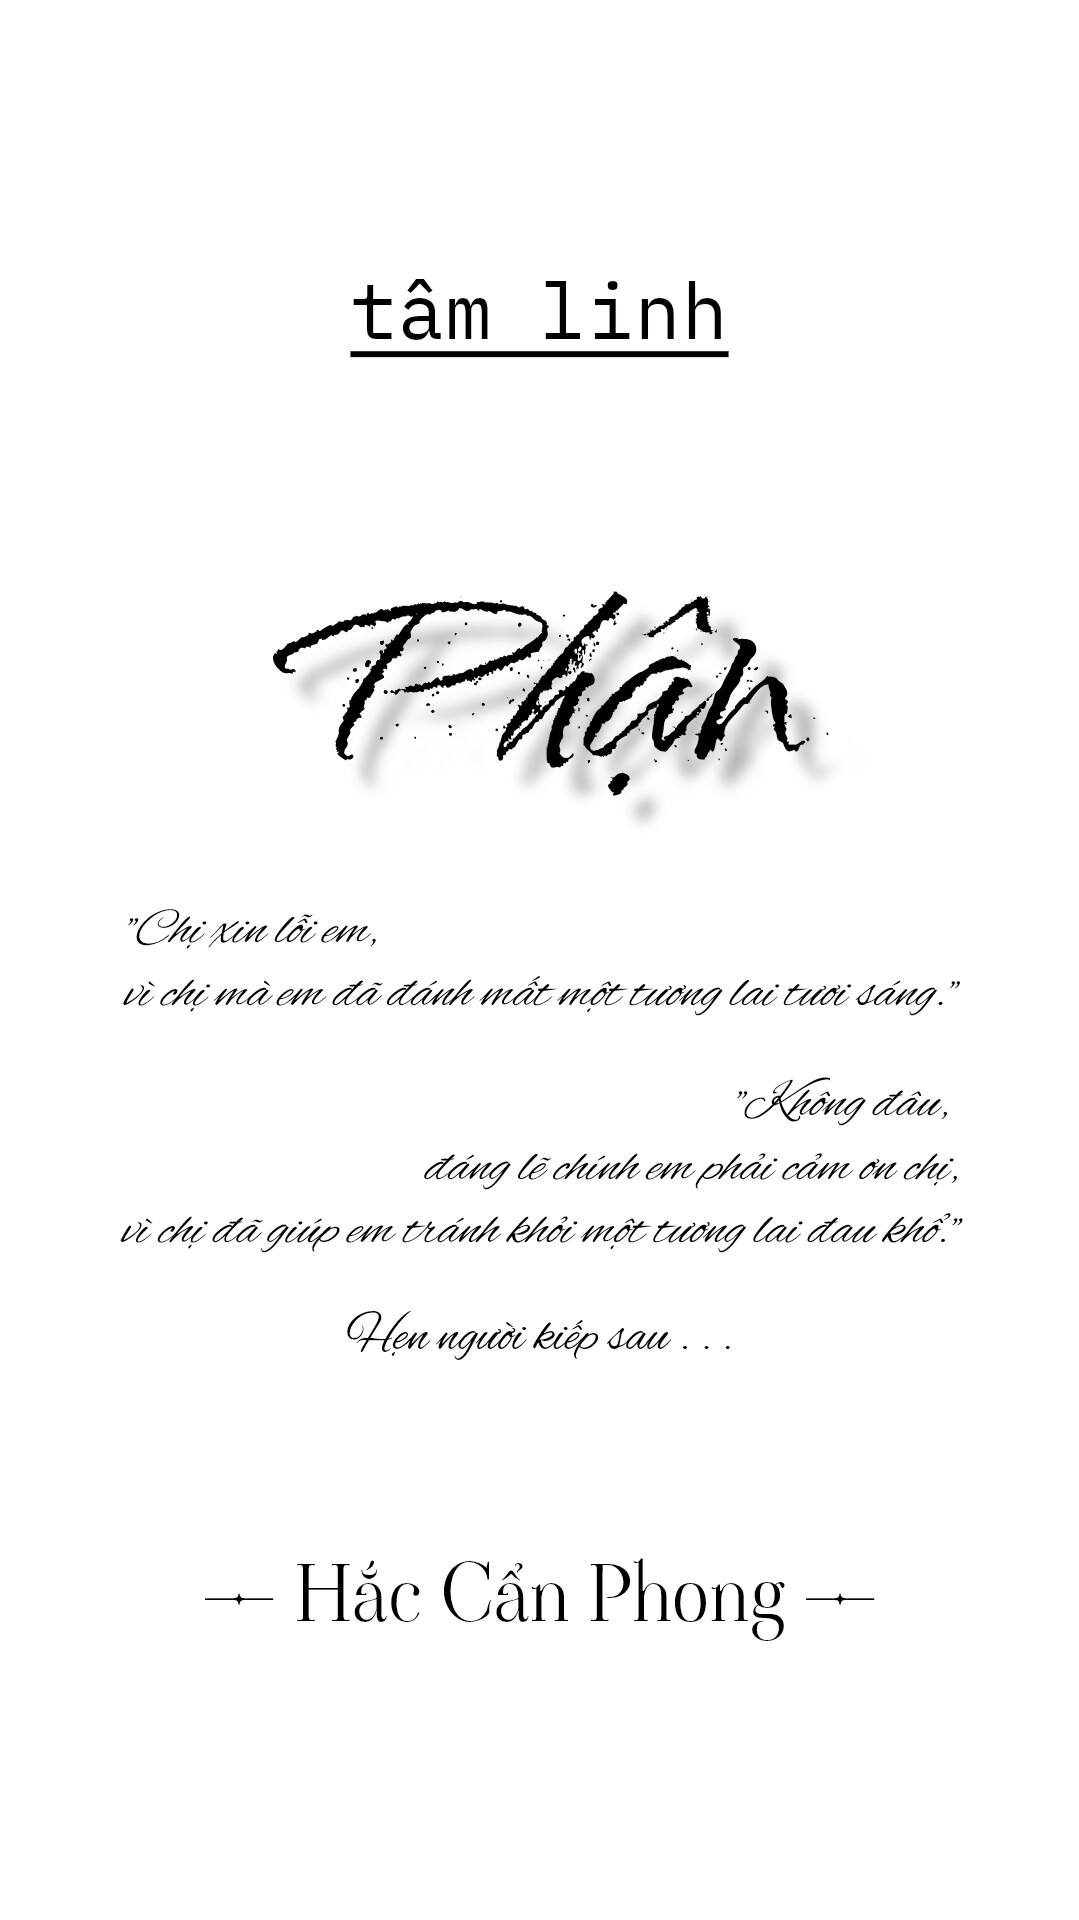 tâm linh
Phận
"Chị xin lỗi em,
vì chị mà em đã đánh mất một tương lai tươi sáng."
"Không đâu,
đáng lẽ chính em phải cảm ơn chị,
vì chị đã giúp em tránh khỏi một tương lai đau khổ."
Hẹn người kiếp sau . . .
Hắc Cẩn Phong